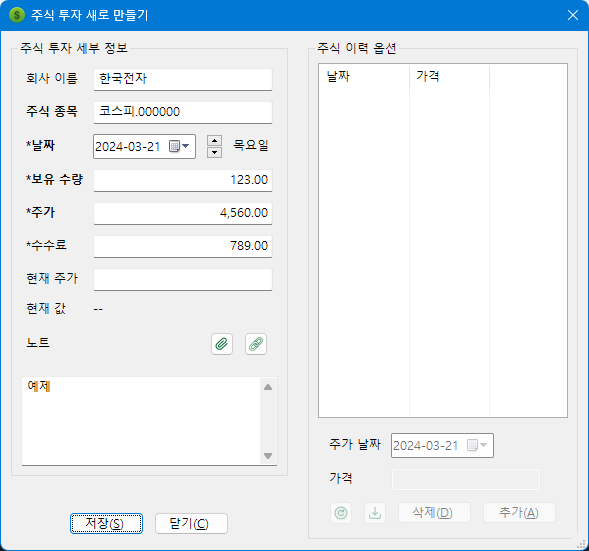 주식 투자 새로 만들기
주식 투자 세부 정보
회사 이름 한국전자
주식 종목 코스피.000000
*날짜 2024-03-21 목요일
*보유 수량 123.00
*주가 4,560.00
*수수료 789.00
현재 주가
현재 값 --
노트
예제
저장(S) 닫기(C)
주식 이력 옵션
날짜 가격
주가 날짜 2024-03-21
가격
삭제(D) 추가(A)